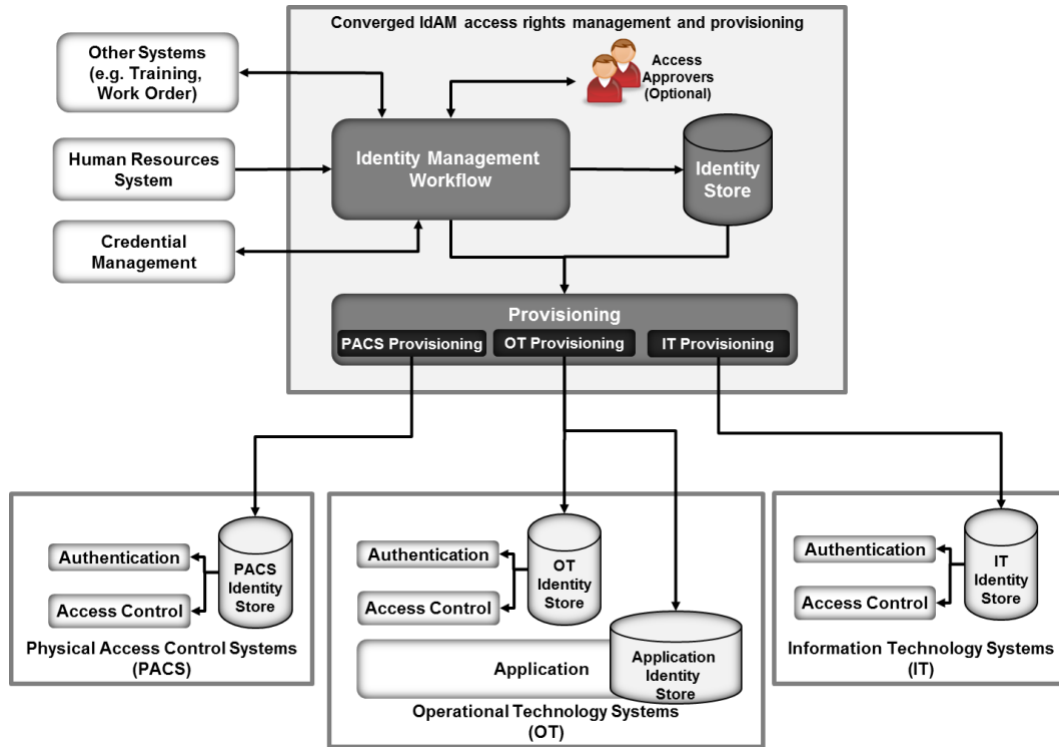 Converged IdAM access rights management and provisioning
Other Systems
(e.g. Training,
Work Order)
Access
Approvers
(Optional)
Human Resources
System
Identity Management
Workflow
Identity
Store
Credential
Management
Provisioning
PACS Provisioning
OT Provisioning
IT Provisioning
Authentication
Access Control
PACS
Identity
Store
Physical Access Control Systems
(PACS)
Authentication
Access Control
OT
Identity
Store
Application
Application
Identity
Store
Operational Technology Systems
(OT)
Authentication
Access Control
IT
Identity
Store
Information Technology Systems
(IT)